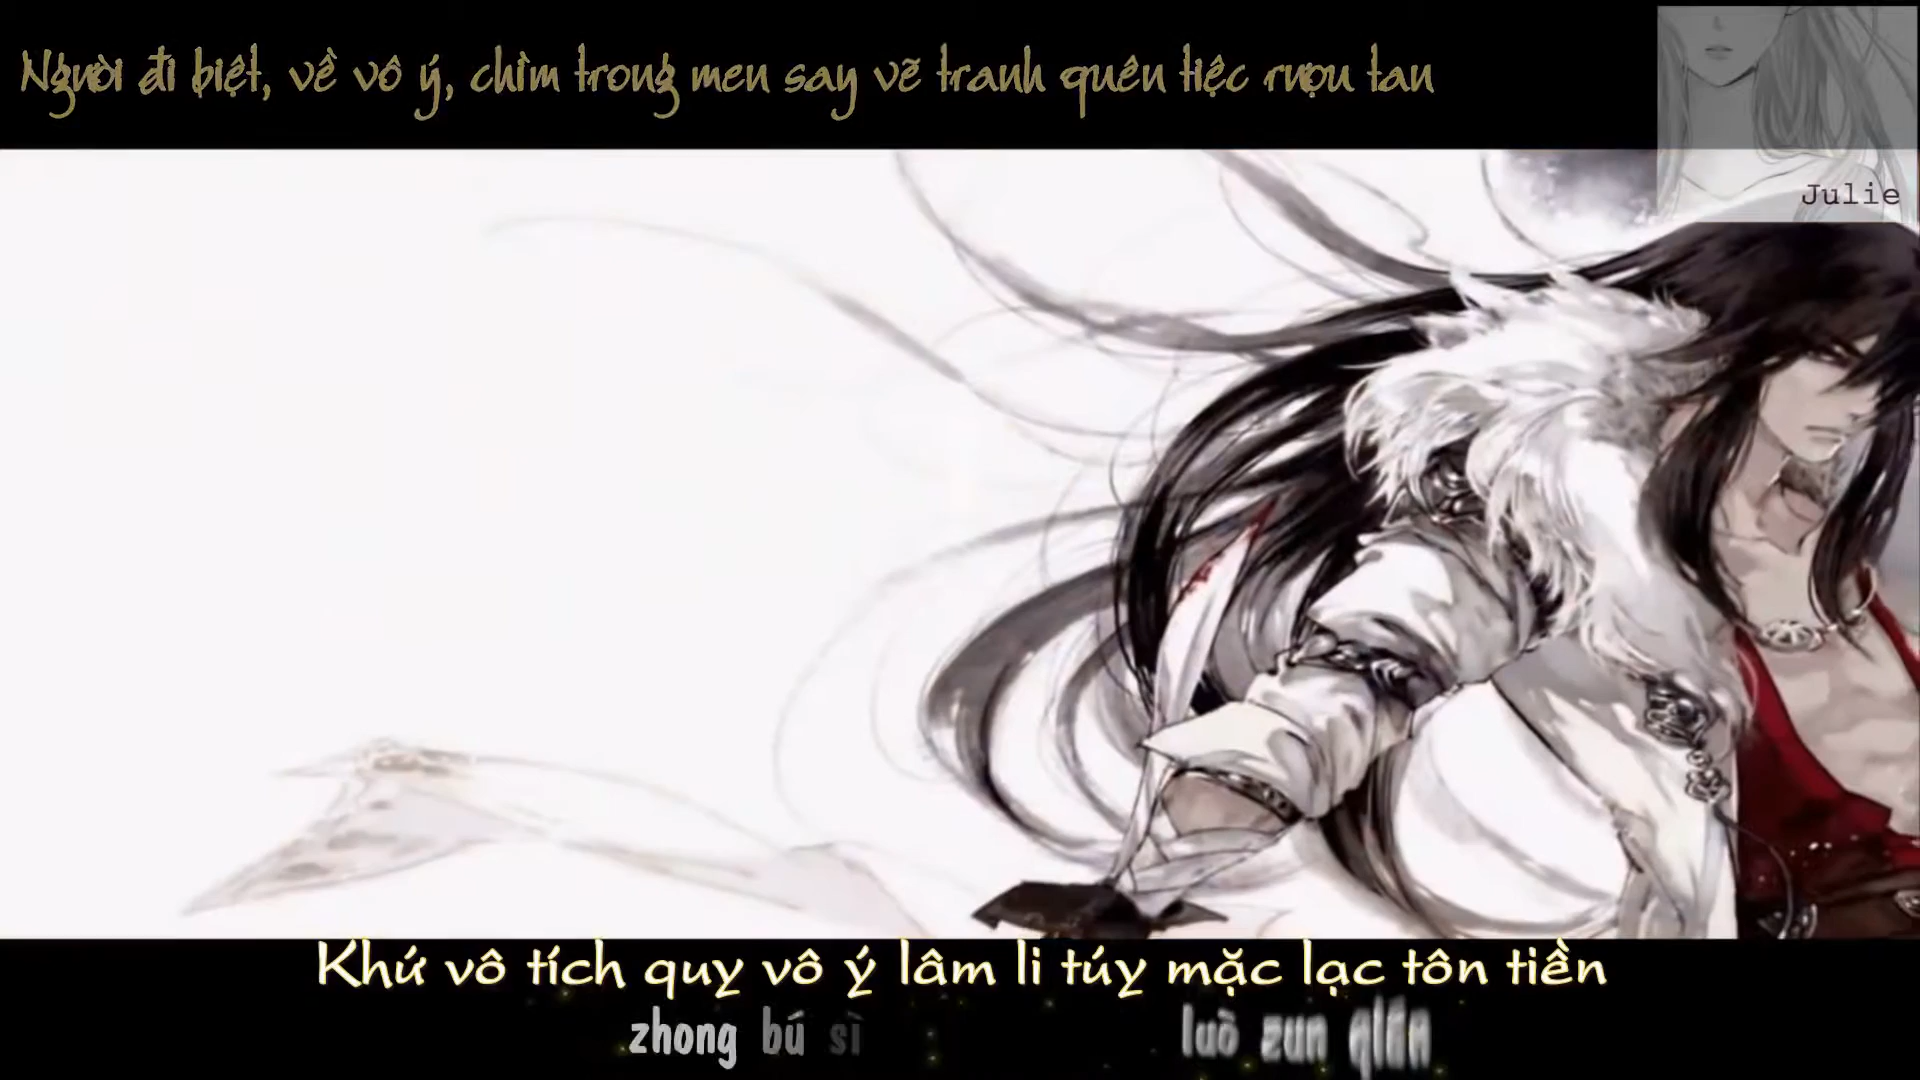 Người đi biệt, về vô ý, chìm trong men say vẽ tranh quên tiệc rượu tan
Julie
Khứ vô tích quy vô ý lâm li túy mặc lạc tôn tiền
zhong bú sì luò zun qián